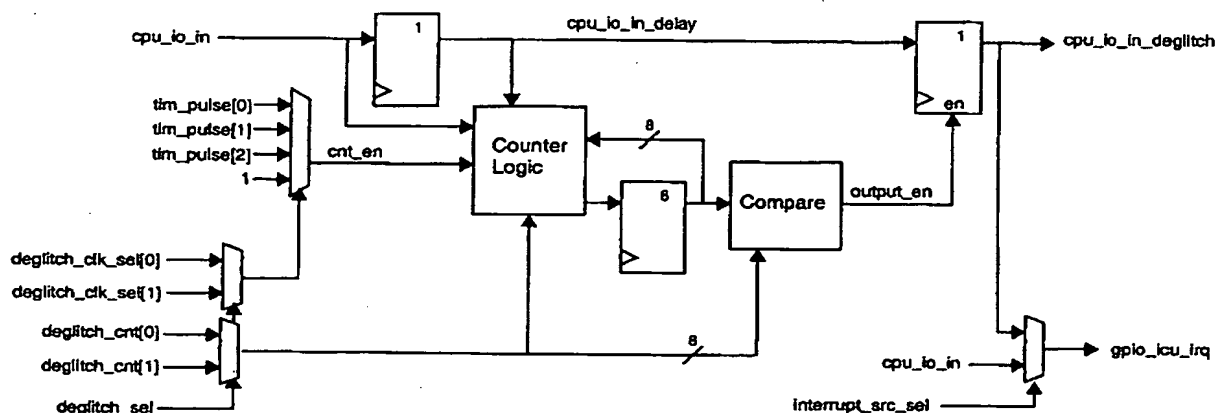 cpu_io_in
1
cpu_io_in_delay
1
cpu_io_in_deglitch
tim_pulse[0]
tim_pulse[1]
tim_pulse[2]
1
cnt_en
Counter
Logic
8
6
Compare
en
output_en
deglitch_clk_sel[0]
deglitch_clk_sel[1]
deglitch_cnt[0]
deglitch_cnt[1]
deglitch_sel
8
cpu_io_in
gpio_icu_irq
interrupt_src_sel